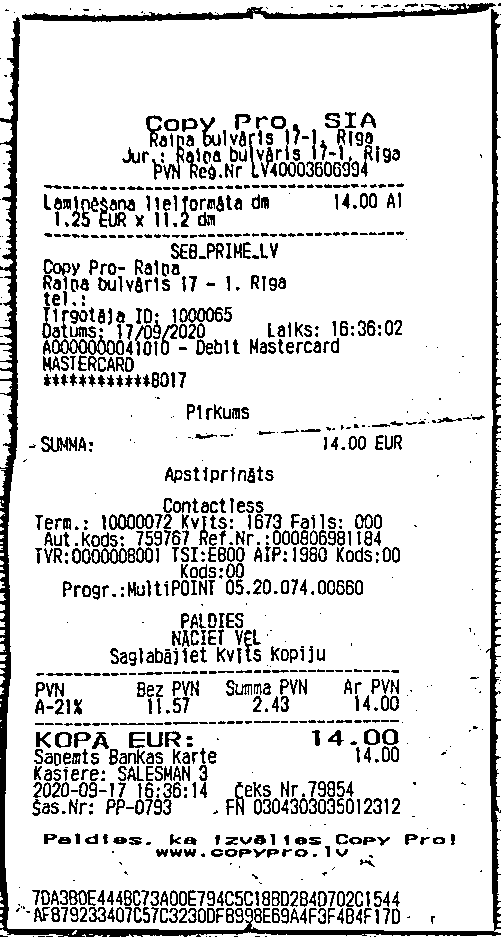 Copy Pro, SIA
Raiņa bulvāris 17-1, Rīga
Jur.: Raiņa bulvāris 17-1, Rīga
PVN Reģ.Nr LV40003606994
Laminēšana lielformāta dm 14.00 A1
1.25 EUR x 11.2 dm
SEB_PRIME_LV
Copy Pro- Raiņa
Raiņa bulvāris 17 - 1. Rīga
tel.:
Tirgotāja ID: 1000065
Datums: 17/09/2020 Laiks: 16:36:02
A0000000041010 - Debit Mastercard
MASTERCARD
************8017
Pirkums
SUMMA: 14.00 EUR
Apstiprināts
Contactless
Term.: 10000072 Kvīts: 1673 Fails: 000
Aut.Kods: 759767 Ref.Nr.:000806981184
TVR:0000008001 TSI:E800 AIP:1980 Kods:00
Kods:00
Progr.:MultiPOINT 05.20.074.00660
PALDIES
NĀCIET VĒL
Saglabājiet kvīts kopiju
PVN Bez PVN Summa PVN Ar PVN
A-21% 11.57 2.43 14.00
KOPĀ EUR: 14.00
Saņemts Bankas karte 14.00
Kasiere: SALESMAN 3
2020-09-17 16:36:14 Čeks Nr.79854
Šas.Nr: PP-0793 FN 0304303035012312
Paldies, ka izvēlies Copy Pro!
www.copypro.lv
7DA3B0E444BC73A00E794C5C18BD284D702C1544
AF879233407C57C3230DFB998E69A4F3F4B4F17D